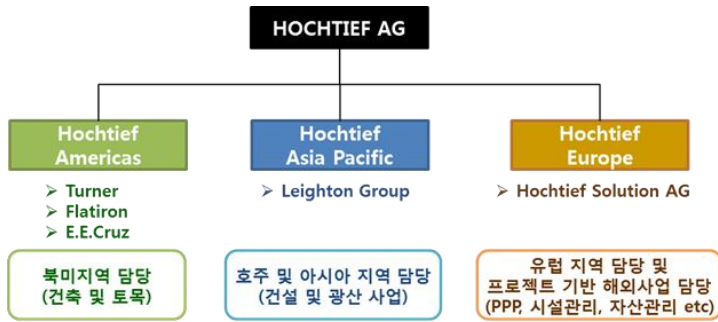 HOCHTIEF AG
Hochtief
Americas
➢ Turner
➢ Flatiron
➢ E.E.Cruz
북미지역 담당
(건축 및 토목)
Hochtief
Asia Pacific
➢ Leighton Group
호주 및 아시아 지역 담당
(건설 및 광산 사업)
Hochtief
Europe
➢ Hochtief Solution AG
유럽 지역 담당 및
프로젝트 기반 해외사업 담당
(PPP, 시설관리, 자산관리 etc)